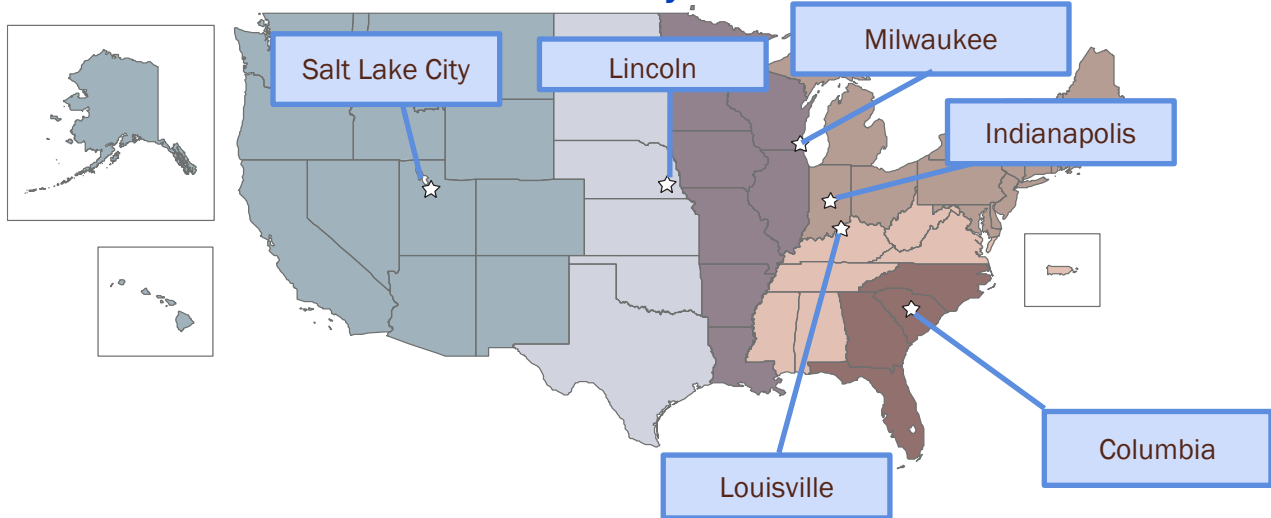 Milwaukee
Salt Lake City
Lincoln
Indianapolis
Columbia
Louisville